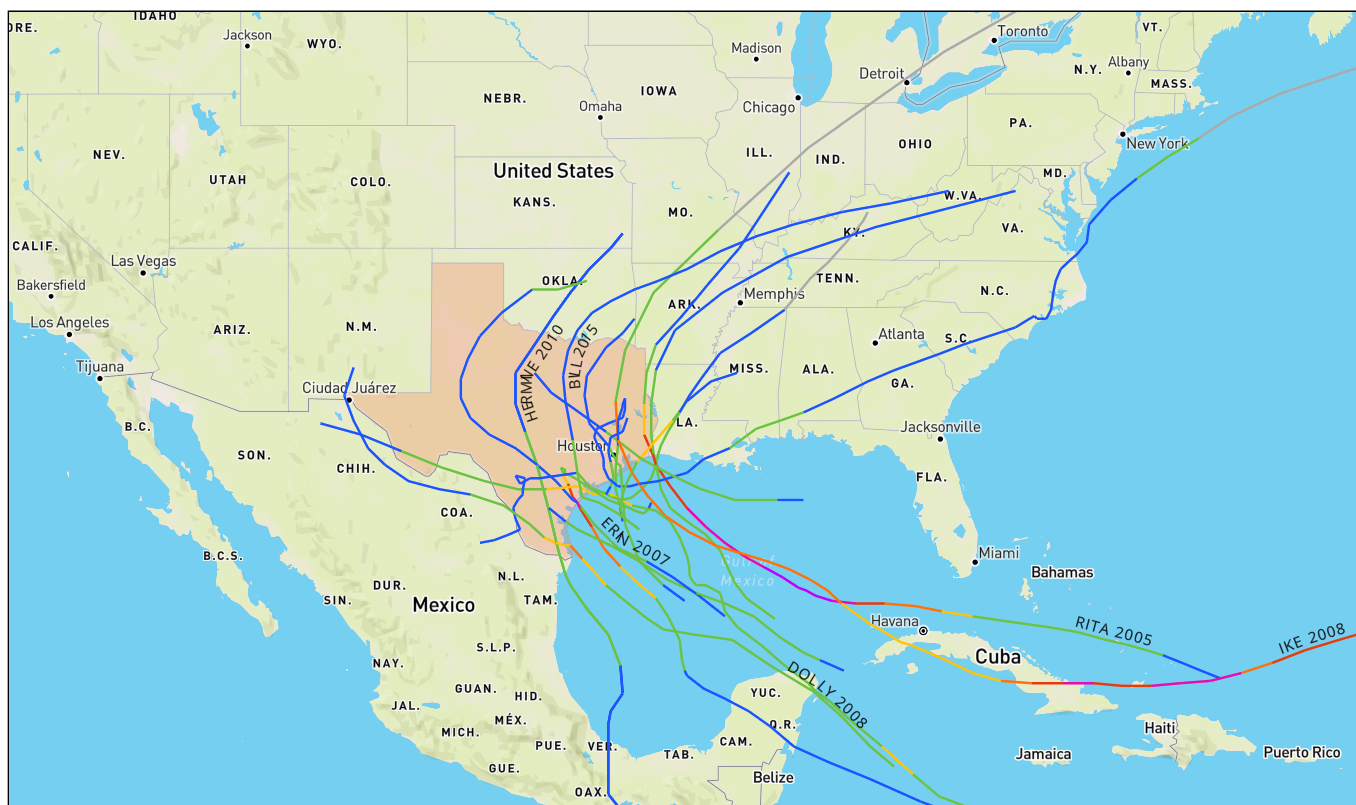 ORE.
IDAHO
Jackson
WYO.
Madison
Toronto
VT.
Albany
N.Y.
MASS.
Detroit
NEBR.
IOWA
Omaha
Chicago
PA.
New York
NEV.
UTAH
COLO.
United States
KANS.
ILL.
IND.
OHIO
MD.
MO.
W.VA.
VA.
KY.
CALIF.
Las Vegas
Bakersfield
OKLA.
Los Angeles
ARIZ.
N.M.
ARK.
Memphis
TENN.
N.C.
Atlanta
S.C.
Tijuana
Ciudad Juárez
HERMINE 2010
BILL 2015
MISS.
ALA.
GA.
B.C.
SON.
CHIH.
Houston
LA.
Jacksonville
FLA.
COA.
B.C.S.
ERIN 2007
Gulf of
Mexico
Miami
Bahamas
DUR.
N.L.
SIN.
Mexico
TAM.
Havana
RITA 2005
IKE 2008
Cuba
S.L.P.
NAY.
GUAN.
HID.
JAL.
MÉX.
MICH.
PUE.
VER.
GUE.
OAX.
TAB.
CAM.
YUC.
Q.R.
DOLLY 2008
Belize
Haiti
Jamaica
Puerto Rico